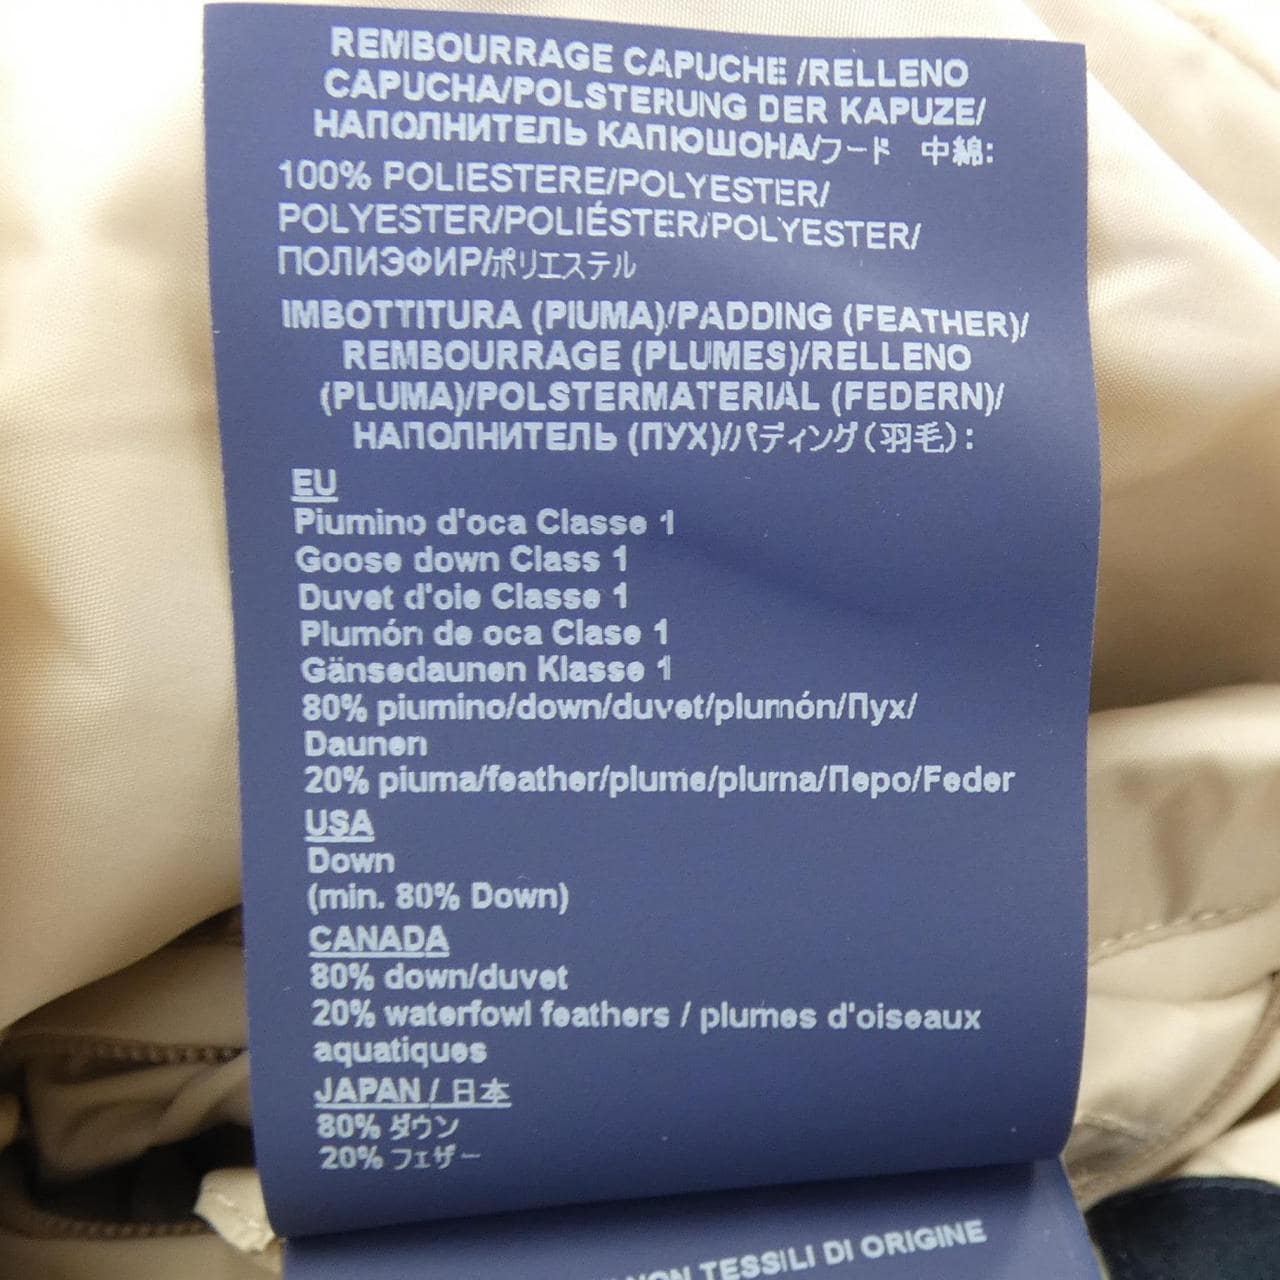 REMBOURRAGE CAPUCHE /RELLENO
CAPUCHA/POLSTERUNG DER KAPUZE/
НАПОЛНИТЕЛЬ КАПЮШОНА/フード 中綿:
100% POLIESTERE/POLYESTER/
POLYESTER/POLIÉSTER/POLYESTER/
ПОЛИЭФИР/ポリエステル
IMBOTTITURA (PIUMA)/PADDING (FEATHER)/
REMBOURRAGE (PLUMES)/RELLENO
(PLUMA)/POLSTERMATERIAL (FEDERN)/
НАПОЛНИТЕЛЬ (ПУХ)/パディング(羽毛):
EU
Piumino d'oca Classe 1
Goose down Class 1
Duvet d'oie Classe 1
Plumón de oca Clase 1
Gänsedaunen Klasse 1
80% piumino/down/duvet/plumón/Пух/
Daunen
20% piuma/feather/plume/pluma/Перо/Feder
USA
Down
(min. 80% Down)
CANADA
80% down/duvet
20% waterfowl feathers / plumes d'oiseaux
aquatiques
JAPAN / 日本
80% ダウン
20% フェザー
NON TESSILI DI ORIGINE